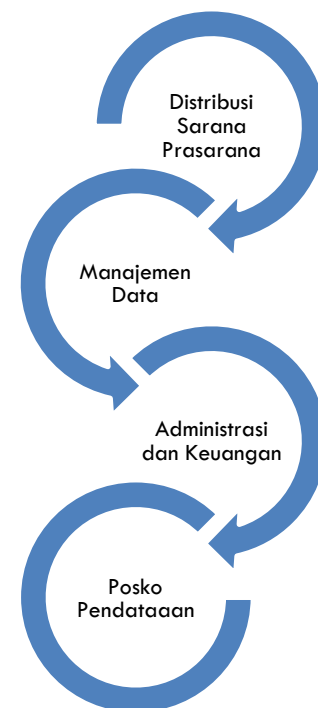 Distribusi
Sarana
Prasarana
Manajemen
Data
Administrasi
dan Keuangan
Posko
Pendataaan